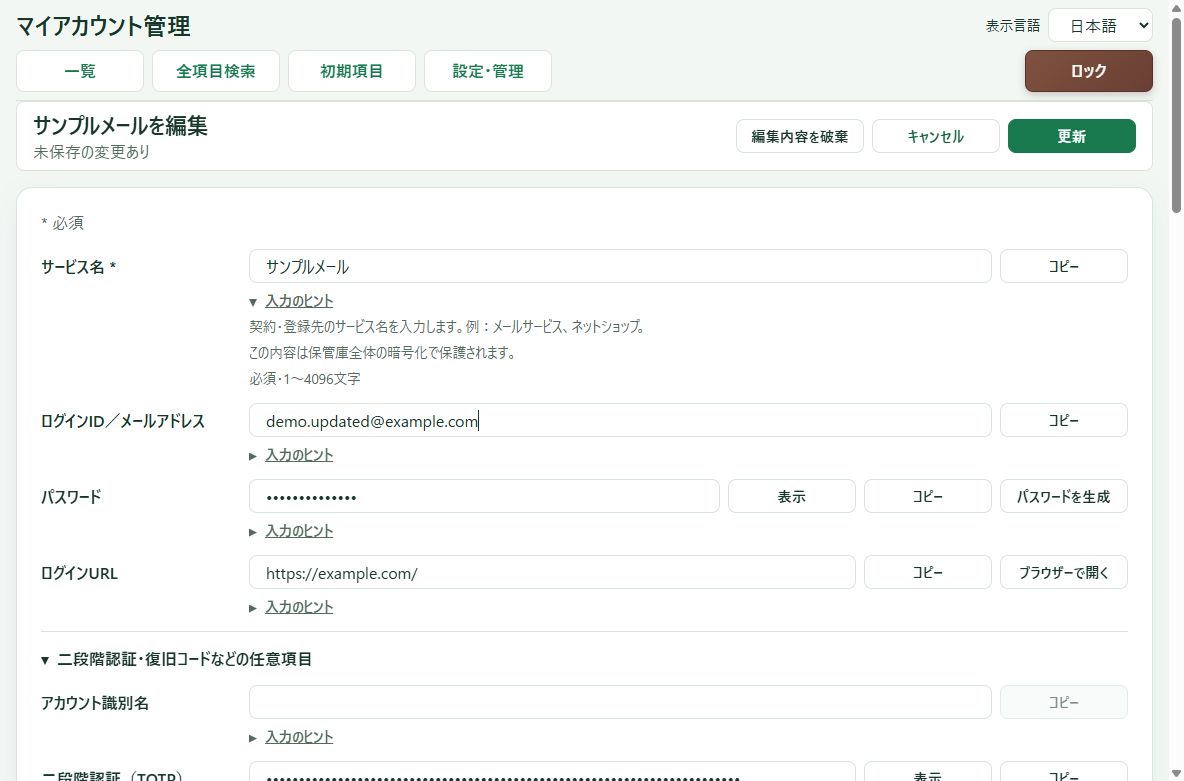 マイアカウント管理
表示言語 日本語
一覧 全項目検索 初期項目 設定・管理 ロック
サンプルメールを編集
未保存の変更あり
編集内容を破棄 キャンセル 更新
* 必須
サービス名 * サンプルメール コピー
▼ 入力のヒント
契約・登録先のサービス名を入力します。例：メールサービス、ネットショップ。
この内容は保管庫全体の暗号化で保護されます。
必須・1～4096文字
ログインID／メールアドレス demo.updated@example.com コピー
▶ 入力のヒント
パスワード •••••••••••••• 表示 コピー パスワードを生成
▶ 入力のヒント
ログインURL https://example.com/ コピー ブラウザーで開く
▶ 入力のヒント
▼ 二段階認証・復旧コードなどの任意項目
アカウント識別名 コピー
▶ 入力のヒント
二段階認証（TOTP） 表示 コピー